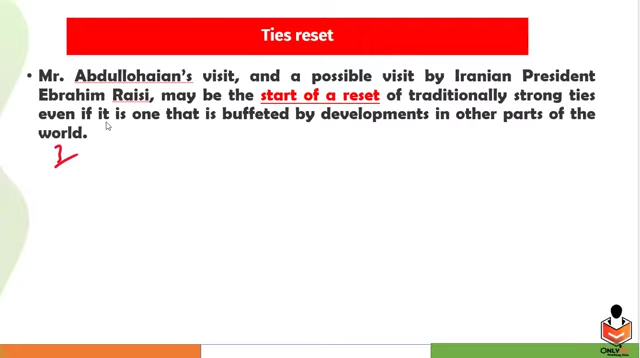 Ties reset
• Mr. Abdullohaian's visit, and a possible visit by Iranian President
Ebrahim Raisi, may be the start of a reset of traditionally strong ties
even if it is one that is buffeted by developments in other parts of the
world.